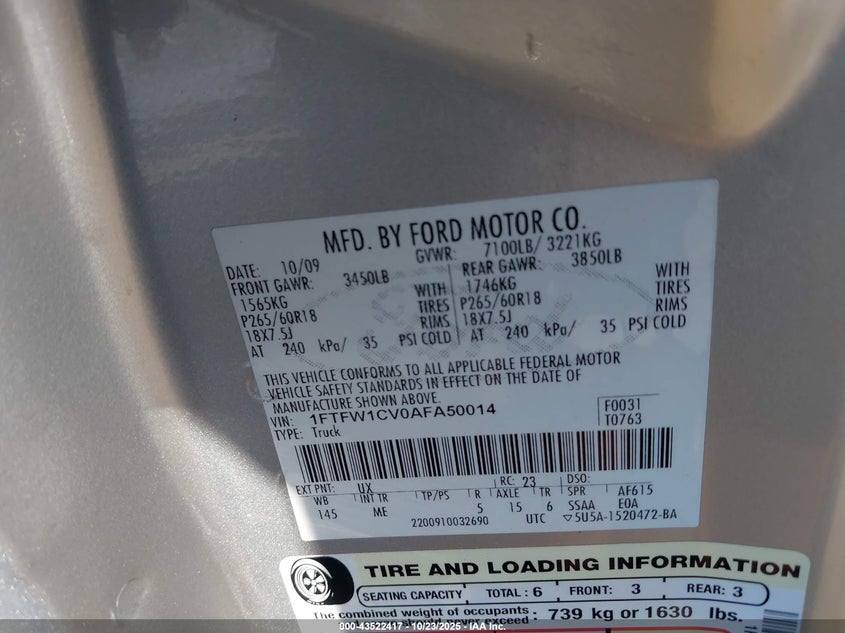 MFD. BY FORD MOTOR CO.
DATE: 10/09 GVWR: 7100LB/ 3221KG
FRONT GAWR: 3450LB REAR GAWR: 3850LB
1565KG WITH 1746KG WITH
P265/60R18 TIRES P265/60R18 TIRES
18X7.5J RIMS 18X7.5J RIMS
AT 240 kPa/ 35 PSI COLD AT 240 kPa/ 35 PSI COLD
THIS VEHICLE CONFORMS TO ALL APPLICABLE FEDERAL MOTOR
VEHICLE SAFETY STANDARDS IN EFFECT ON THE DATE OF
MANUFACTURE SHOWN ABOVE.
VIN: 1FTFW1CV0AFA50014 F0031
TYPE: Truck T0763
EXT PNT: UX RC: 23 DSO:
WB INT TR TP/PS R AXLE TR SPR AF615
145 ME 5 15 6 SSAA E0A
2200910032690 UTC ▽5U5A-1520472-BA
TIRE AND LOADING INFORMATION
SEATING CAPACITY TOTAL: 6 FRONT: 3 REAR: 3
The combined weight of occupants
exceed: 739 kg or 1630 lbs.
000-43522417 - 10/23/2025 - IAA Inc.